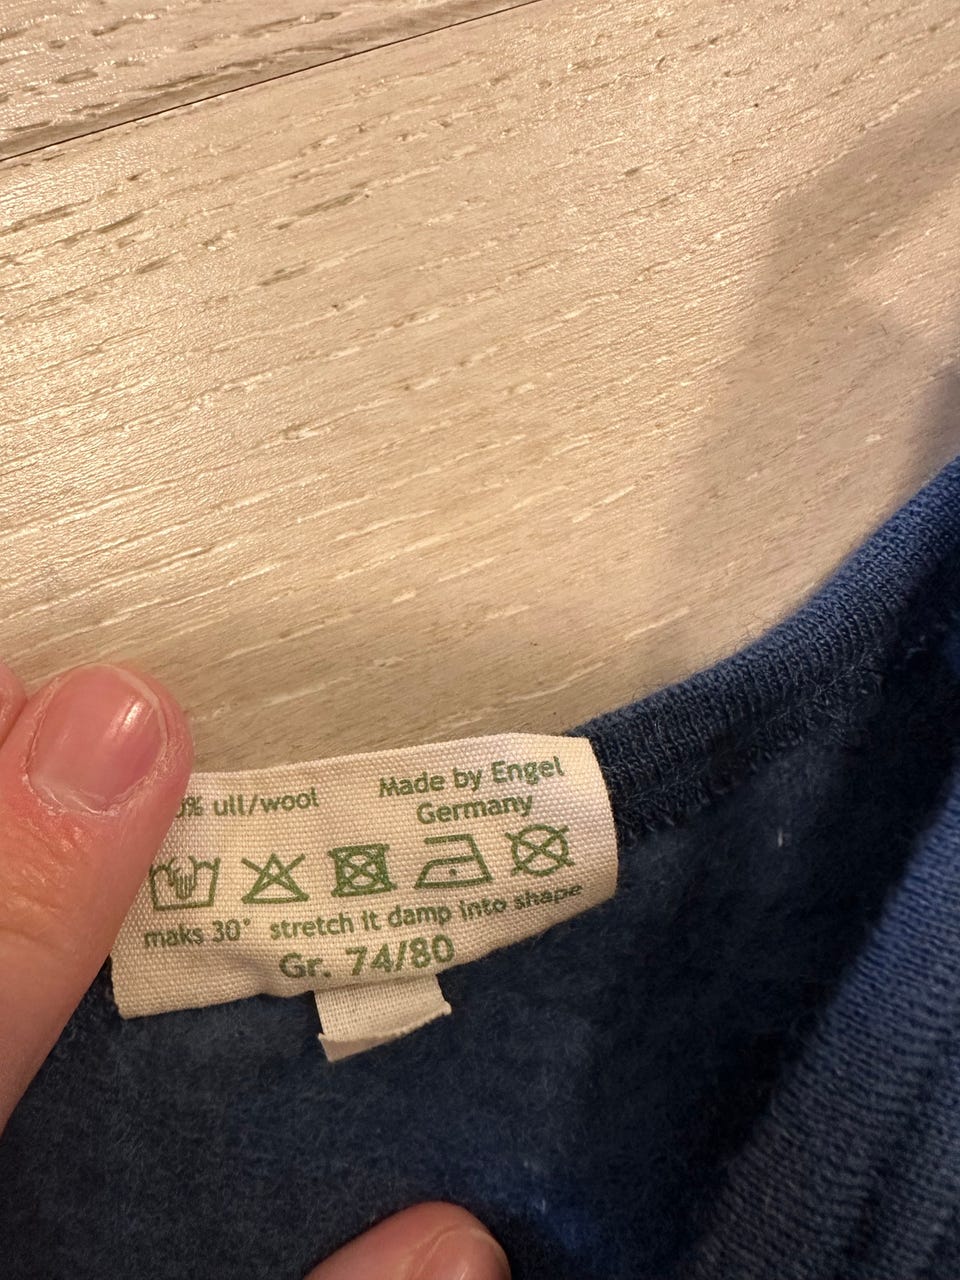 % ull/wool
Made by Engel
Germany
maks 30° stretch it damp into shape
Gr. 74/80